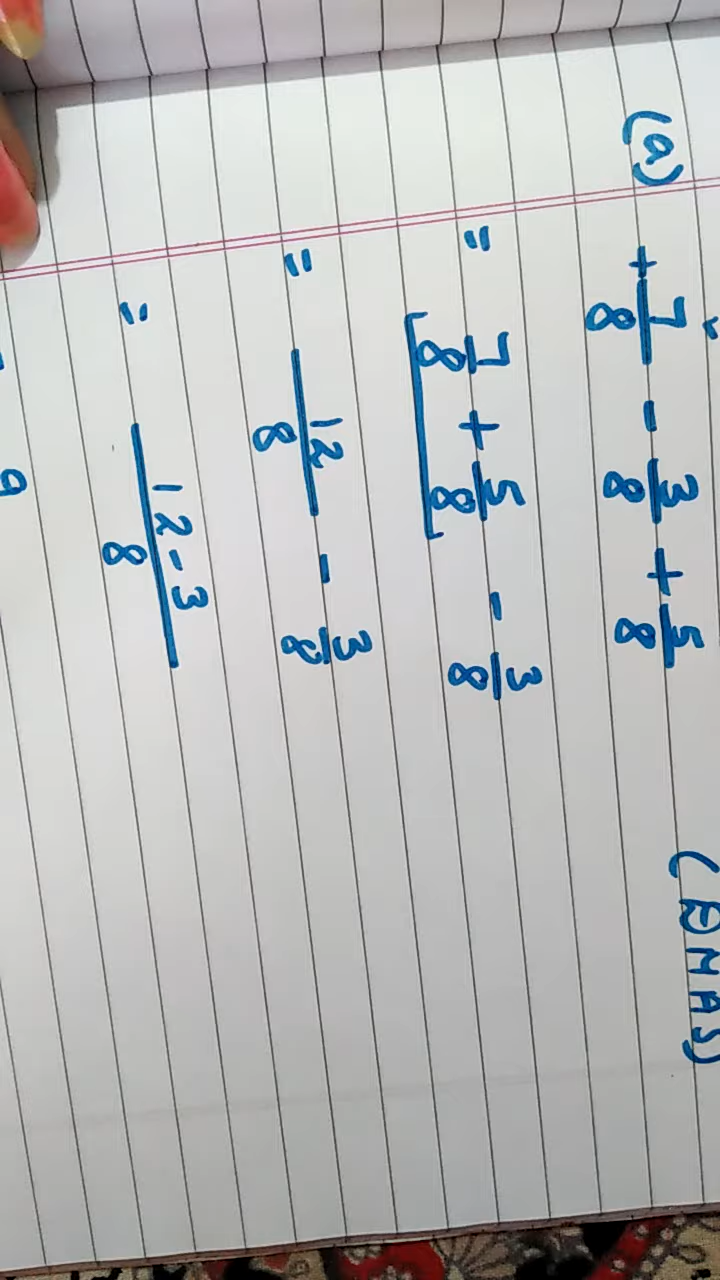 (a) + 7/8 - 3/8 + 5/8 (DMAS)
= [7/8 + 5/8] - 3/8
= 12/8 - 3/8
= 12-3/8
9